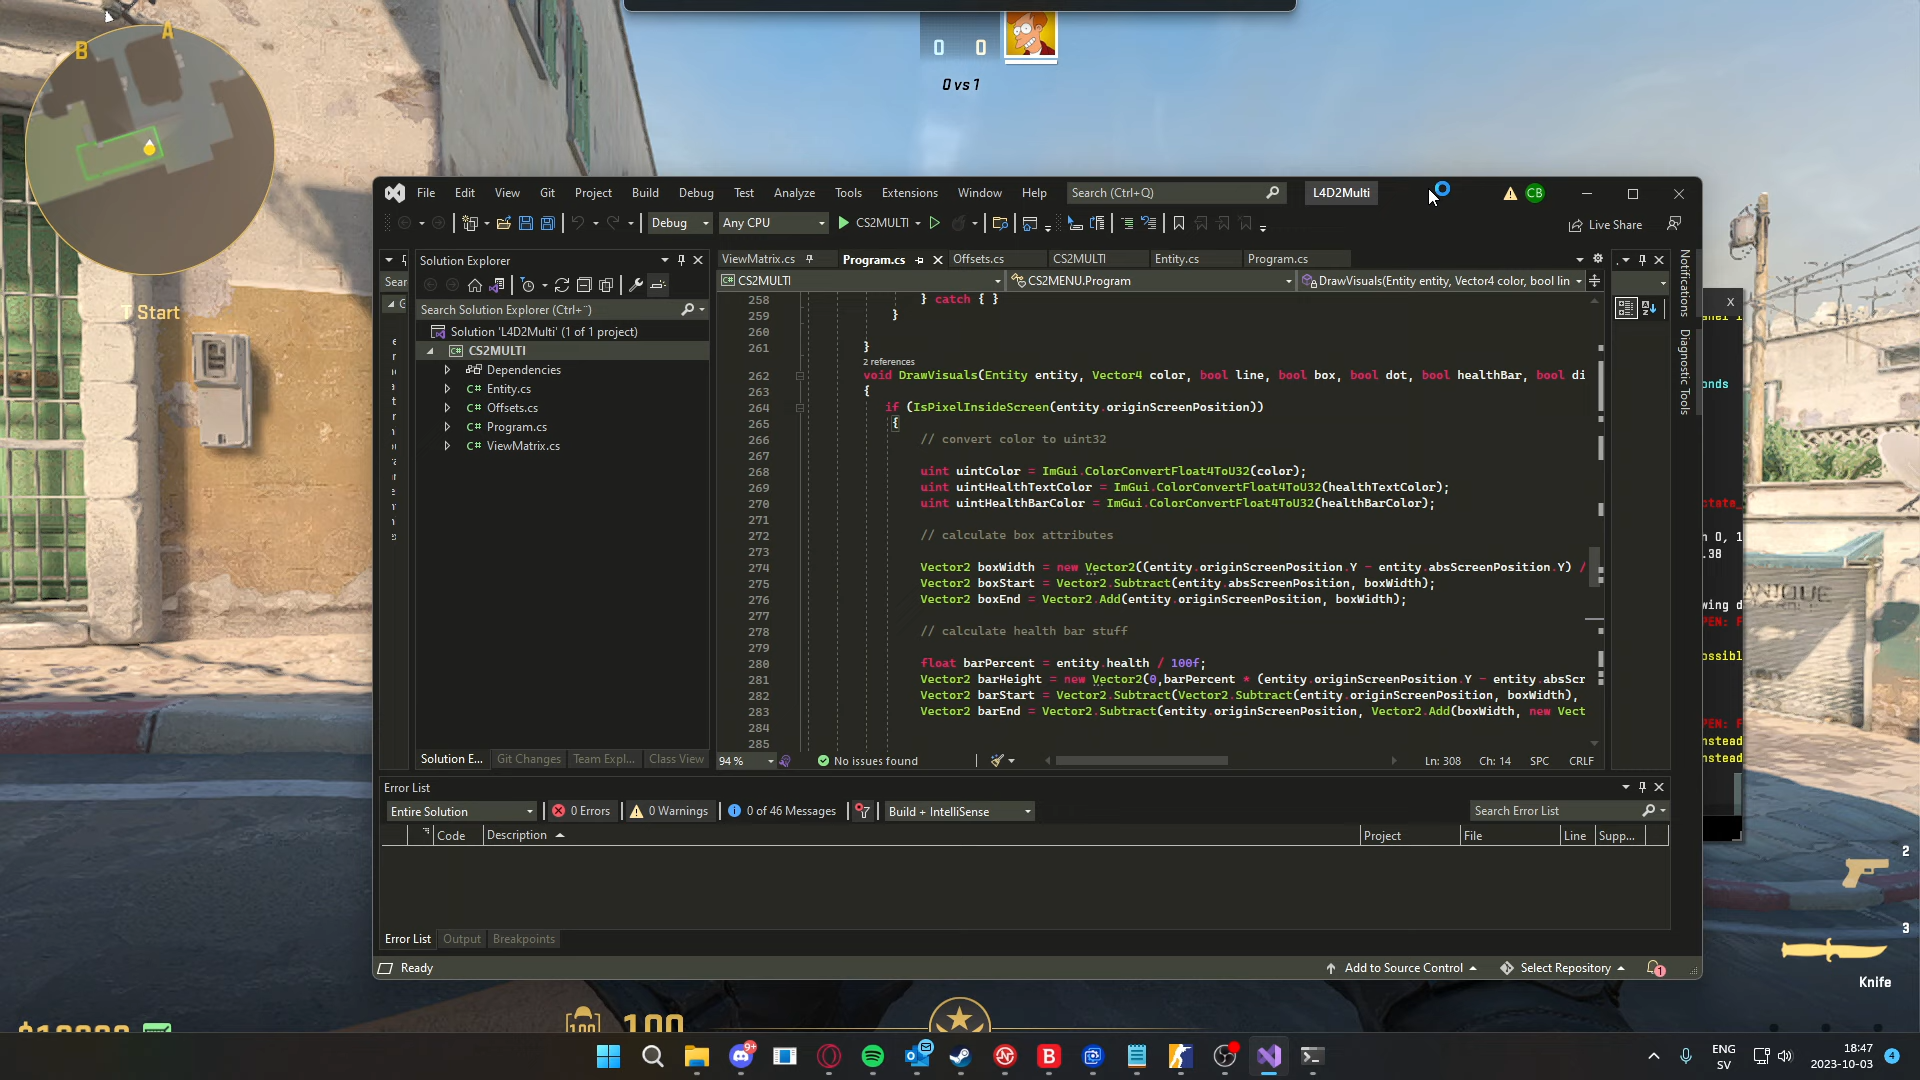 B
A
T Start
0 0
0 vs 1
File Edit View Git Project Build Debug Test Analyze Tools Extensions Window Help Search (Ctrl+Q) L4D2Multi CB
Debug Any CPU CS2MULTI Live Share
Solution Explorer
Search Solution Explorer (Ctrl+¨)
Solution 'L4D2Multi' (1 of 1 project)
CS2MULTI
Dependencies
C# Entity.cs
C# Offsets.cs
C# Program.cs
C# ViewMatrix.cs
Solution E... Git Changes Team Expl... Class View
ViewMatrix.cs Program.cs Offsets.cs CS2MULTI Entity.cs Program.cs
CS2MULTI CS2MENU.Program DrawVisuals(Entity entity, Vector4 color, bool lin
258 } catch { }
259 }
260
261 }
2 references
262 void DrawVisuals(Entity entity, Vector4 color, bool line, bool box, bool dot, bool healthBar, bool di
263 {
264 if (IsPixelInsideScreen(entity.originScreenPosition))
265 {
266 // convert color to uint32
267
268 uint uintColor = ImGui.ColorConvertFloat4ToU32(color);
269 uint uintHealthTextColor = ImGui.ColorConvertFloat4ToU32(healthTextColor);
270 uint uintHealthBarColor = ImGui.ColorConvertFloat4ToU32(healthBarColor);
271
272 // calculate box attributes
273
274 Vector2 boxWidth = new Vector2((entity.originScreenPosition.Y - entity.absScreenPosition.Y) /
275 Vector2 boxStart = Vector2.Subtract(entity.absScreenPosition, boxWidth);
276 Vector2 boxEnd = Vector2.Add(entity.originScreenPosition, boxWidth);
277
278 // calculate health bar stuff
279
280 float barPercent = entity.health / 100f;
281 Vector2 barHeight = new Vector2(0,barPercent * (entity.originScreenPosition.Y - entity.absScr
282 Vector2 barStart = Vector2.Subtract(Vector2.Subtract(entity.originScreenPosition, boxWidth),
283 Vector2 barEnd = Vector2.Subtract(entity.originScreenPosition, Vector2.Add(boxWidth, new Vect
284
285
94 % No issues found Ln: 308 Ch: 14 SPC CRLF
Notifications
Diagnostic Tools
X
Error List
Entire Solution 0 Errors 0 Warnings 0 of 46 Messages Build + IntelliSense Search Error List
Code Description Project File Line Supp...
Error List Output Breakpoints
Ready Add to Source Control Select Repository 1
2
3
Knife
100 100
9+
ENG
SV
18:47
2023-10-03
4